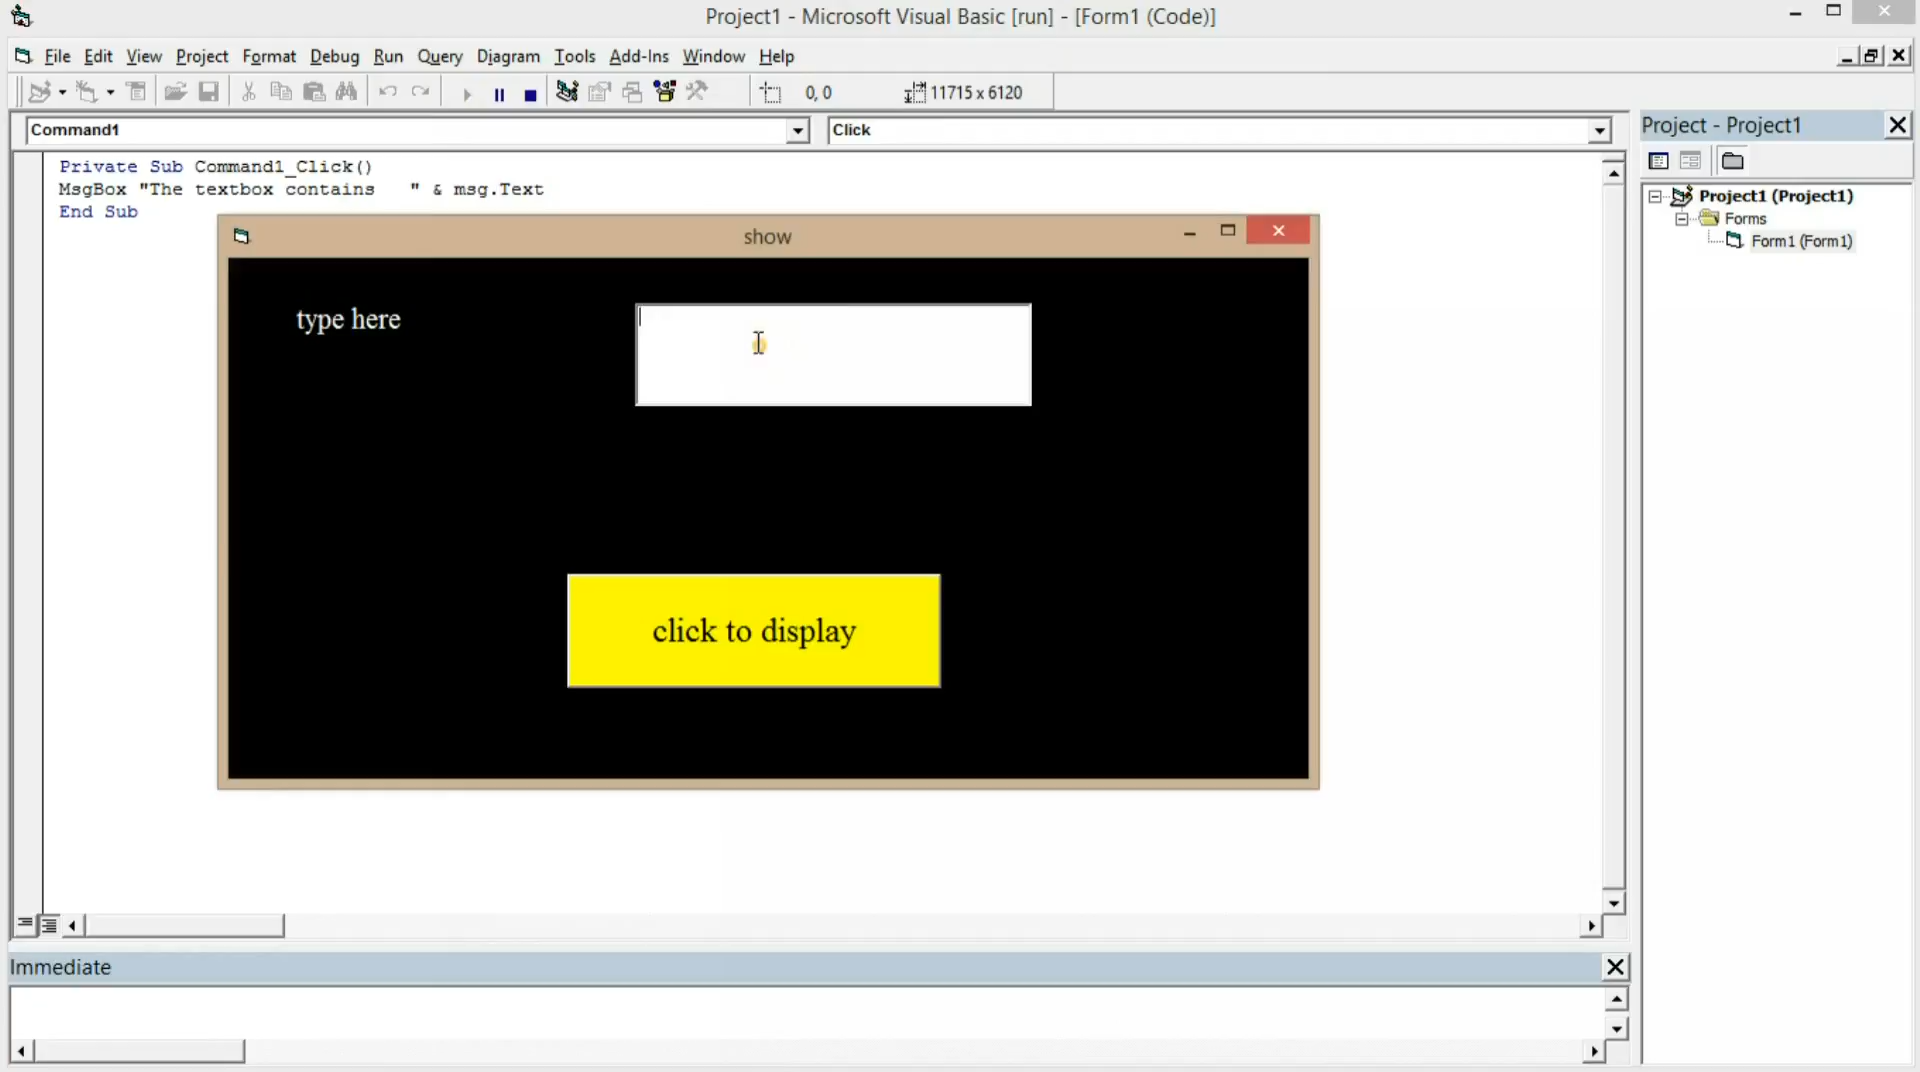 Project1 - Microsoft Visual Basic [run] - [Form1 (Code)]
File Edit View Project Format Debug Run Query Diagram Tools Add-Ins Window Help
0, 0 11715 x 6120
Command1 Click
Project - Project1
Private Sub Command1_Click()
MsgBox "The textbox contains   " & msg.Text
End Sub
Project1 (Project1)
Forms
Form1 (Form1)
show
type here
click to display
Immediate